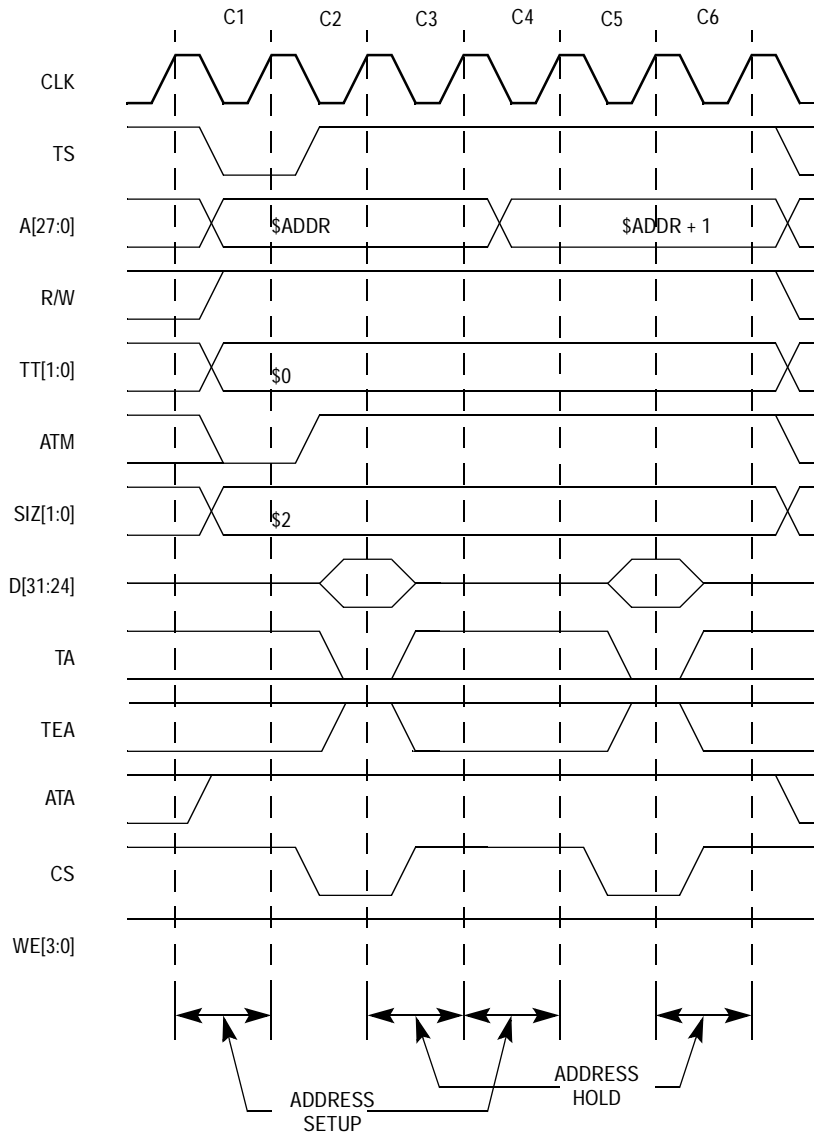 C1 C2 C3 C4 C5 C6
CLK
TS
A[27:0] $ADDR $ADDR + 1
R/W
TT[1:0] $0
ATM
SIZ[1:0] $2
D[31:24]
TA
TEA
ATA
CS
WE[3:0]
ADDRESS
SETUP
ADDRESS
HOLD